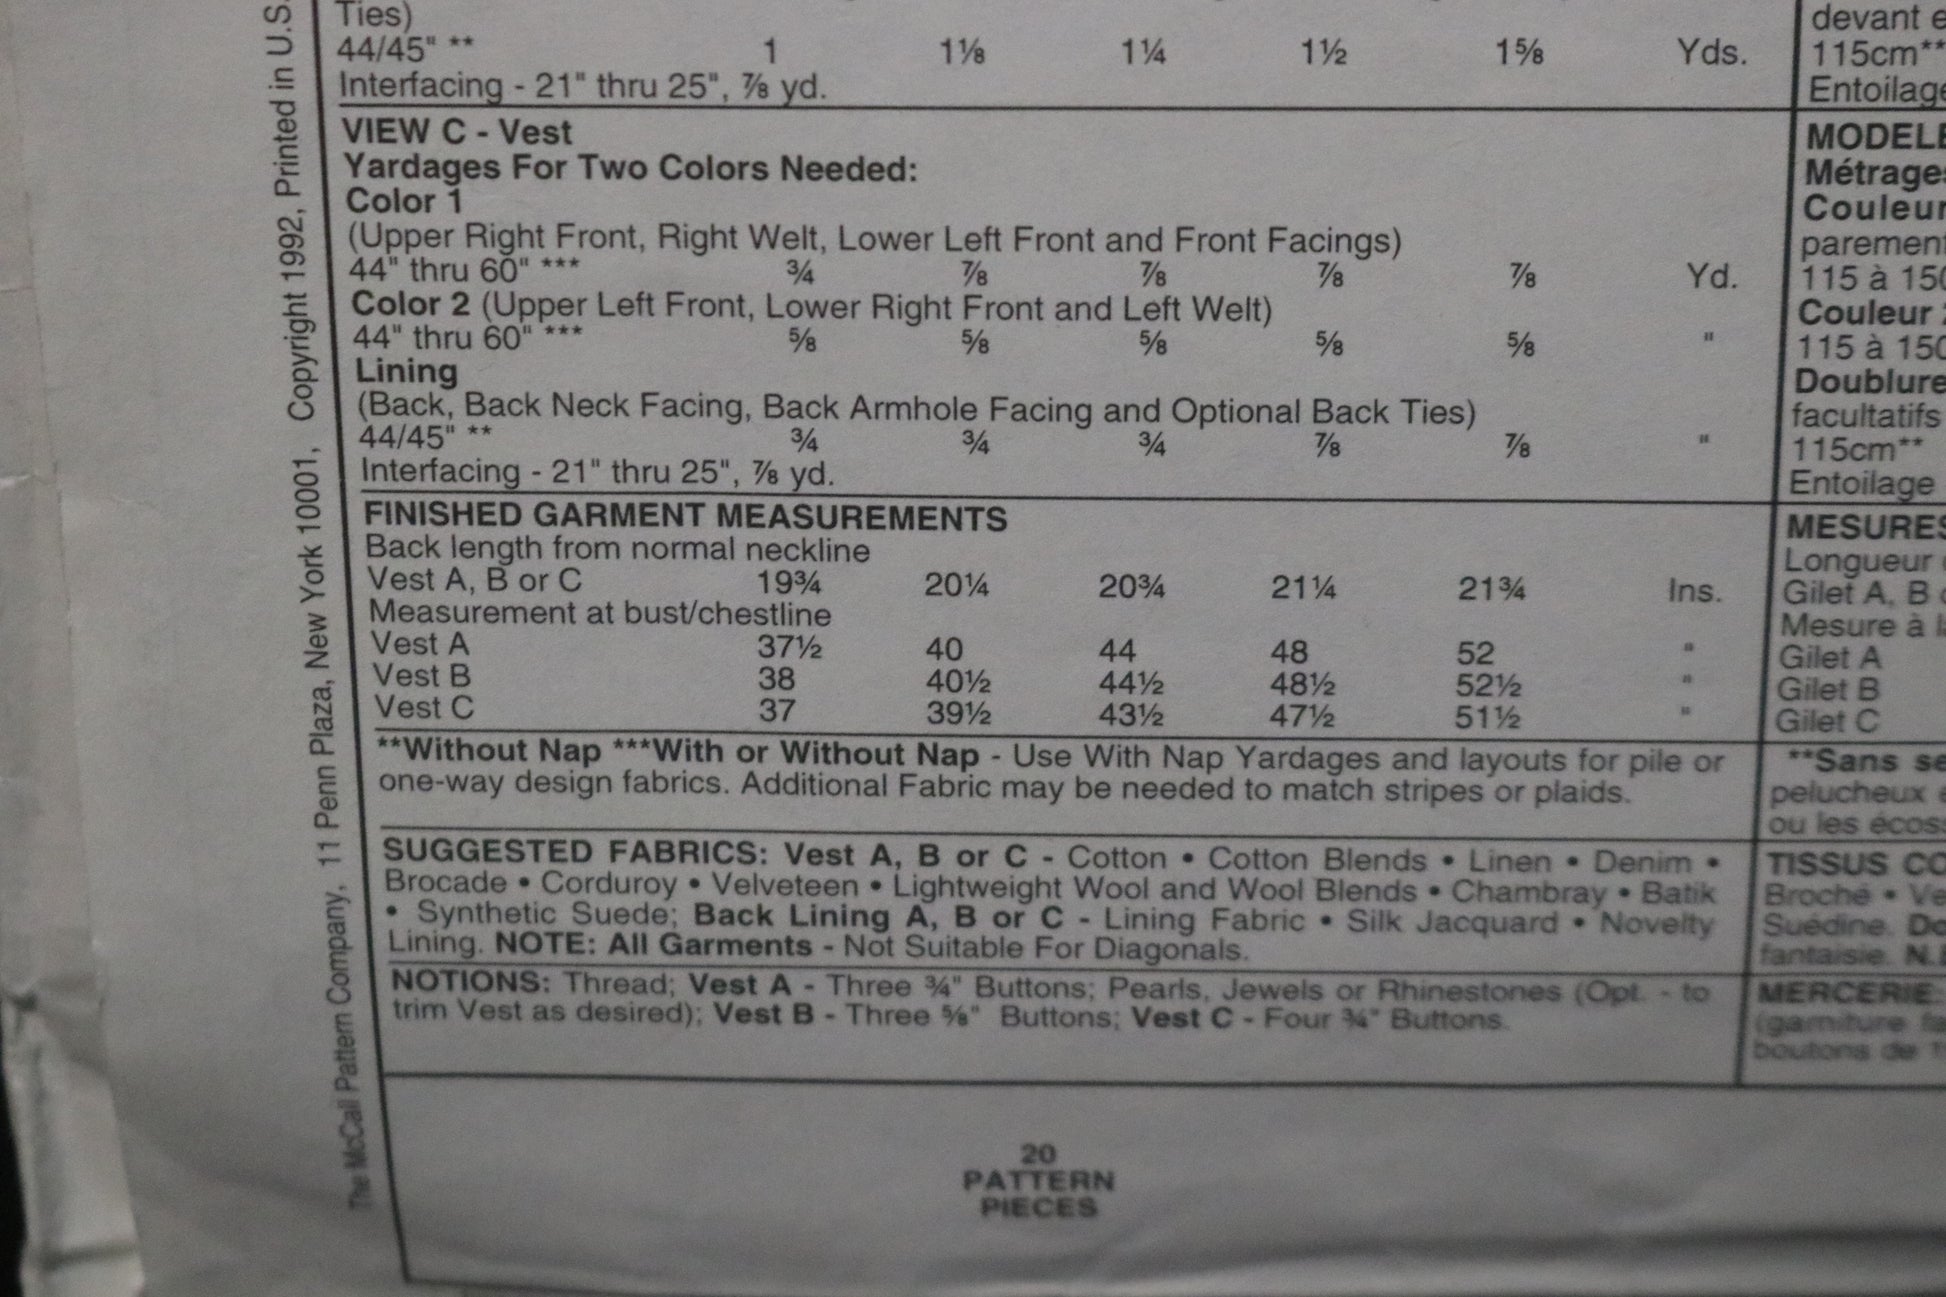 Ties)
44/45" ** 1 1⅛ 1¼ 1½ 1⅝ Yds.
Interfacing - 21" thru 25", ⅞ yd.
VIEW C - Vest
Yardages For Two Colors Needed:
Color 1
(Upper Right Front, Right Welt, Lower Left Front and Front Facings)
44" thru 60" *** ¾ ⅞ ⅞ ⅞ ⅞ Yd.
Color 2 (Upper Left Front, Lower Right Front and Left Welt)
44" thru 60" *** ⅝ ⅝ ⅝ ⅝ ⅝ "
Lining
(Back, Back Neck Facing, Back Armhole Facing and Optional Back Ties)
44/45" ** ¾ ¾ ¾ ⅞ ⅞ "
Interfacing - 21" thru 25", ⅞ yd.
FINISHED GARMENT MEASUREMENTS
Back length from normal neckline
Vest A, B or C 19¾ 20¼ 20¾ 21¼ 21¾ Ins.
Measurement at bust/chestline
Vest A 37½ 40 44 48 52 "
Vest B 38 40½ 44½ 48½ 52½ "
Vest C 37 39½ 43½ 47½ 51½ "
**Without Nap ***With or Without Nap - Use With Nap Yardages and layouts for pile or
one-way design fabrics. Additional Fabric may be needed to match stripes or plaids.
SUGGESTED FABRICS: Vest A, B or C - Cotton • Cotton Blends • Linen • Denim •
Brocade • Corduroy • Velveteen • Lightweight Wool and Wool Blends • Chambray • Batik
• Synthetic Suede; Back Lining A, B or C - Lining Fabric • Silk Jacquard • Novelty
Lining. NOTE: All Garments - Not Suitable For Diagonals.
NOTIONS: Thread; Vest A - Three ¾" Buttons; Pearls, Jewels or Rhinestones (Opt. - to
trim Vest as desired); Vest B - Three ⅝" Buttons; Vest C - Four ¾" Buttons.
20
PATTERN
PIECES
The McCall Pattern Company, 11 Penn Plaza, New York 10001, Copyright 1992, Printed in U.S.
devant
115cm**
Entoilage
MODELE
Métrages
Couleur
parement
115 à 150
Couleur
115 à 150
Doublure
facultatifs
115cm**
Entoilage
MESURES
Longueur
Gilet A, B
Mesure à
Gilet A
Gilet B
Gilet C
**Sans
pelucheux
ou les
TISSUS
Broché •
Suédine.
fantaisie.
MERCERIE:
(garniture
boutons de